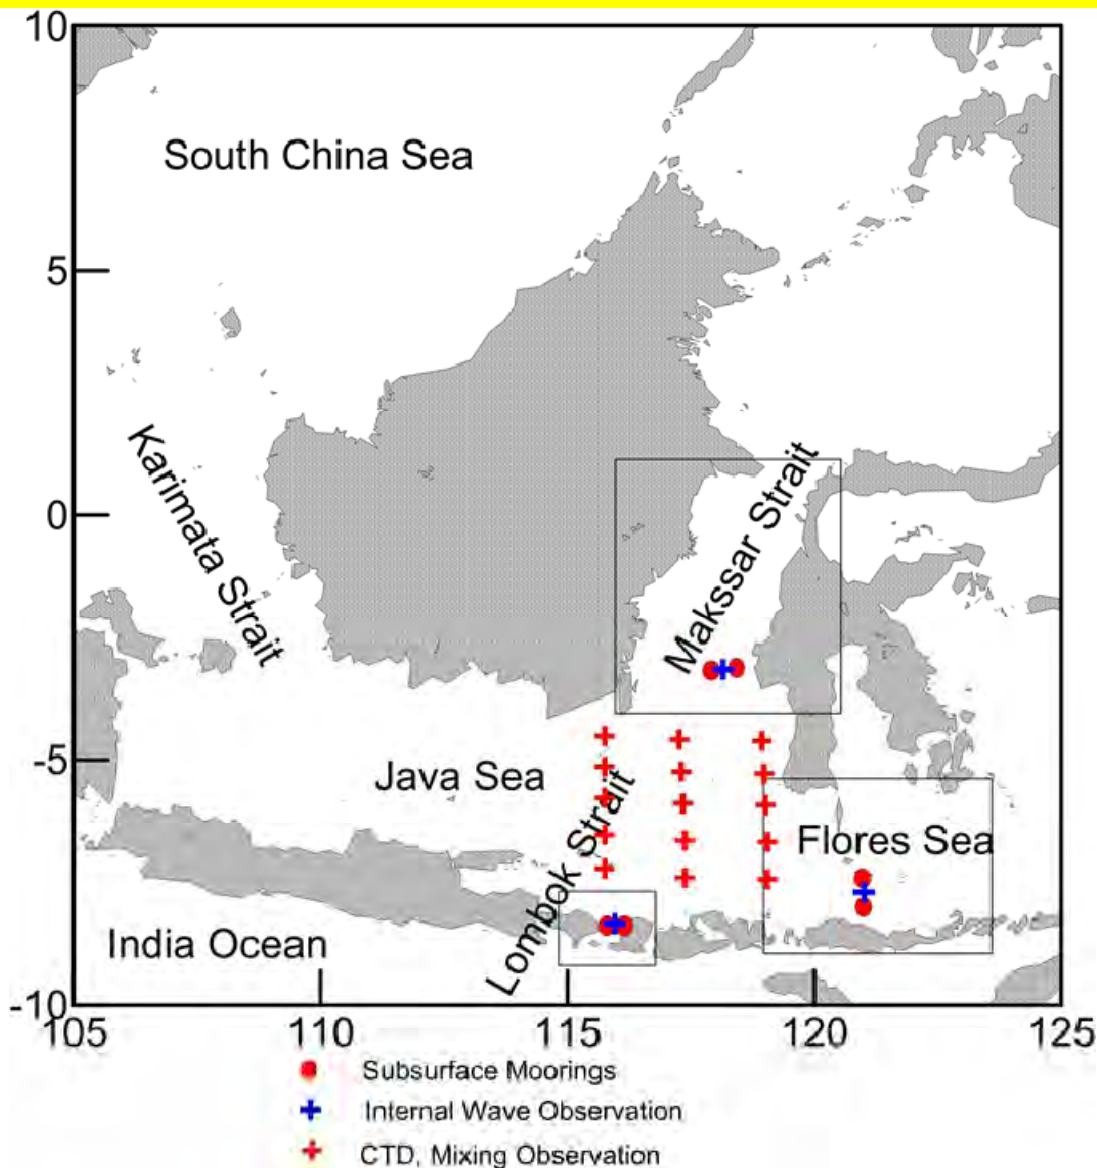 10
South China Sea
5
Karimata Strait
0
Makssar Strait
-5
Java Sea
Lombok Strait
Flores Sea
India Ocean
-10
105 110 115 120 125
Subsurface Moorings
Internal Wave Observation
CTD, Mixing Observation